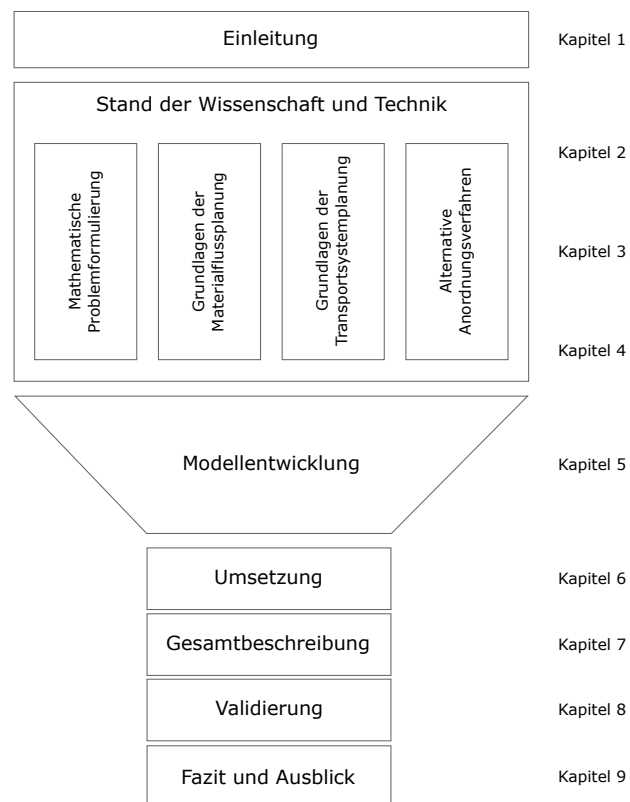 Einleitung
Kapitel 1
Stand der Wissenschaft und Technik
Kapitel 2
Mathematische
Problemformulierung
Grundlagen der
Materialflussplanung
Grundlagen der
Transportsystemplanung
Alternative
Anordnungsverfahren
Kapitel 3
Kapitel 4
Modellentwicklung
Kapitel 5
Umsetzung
Kapitel 6
Gesamtbeschreibung
Kapitel 7
Validierung
Kapitel 8
Fazit und Ausblick
Kapitel 9